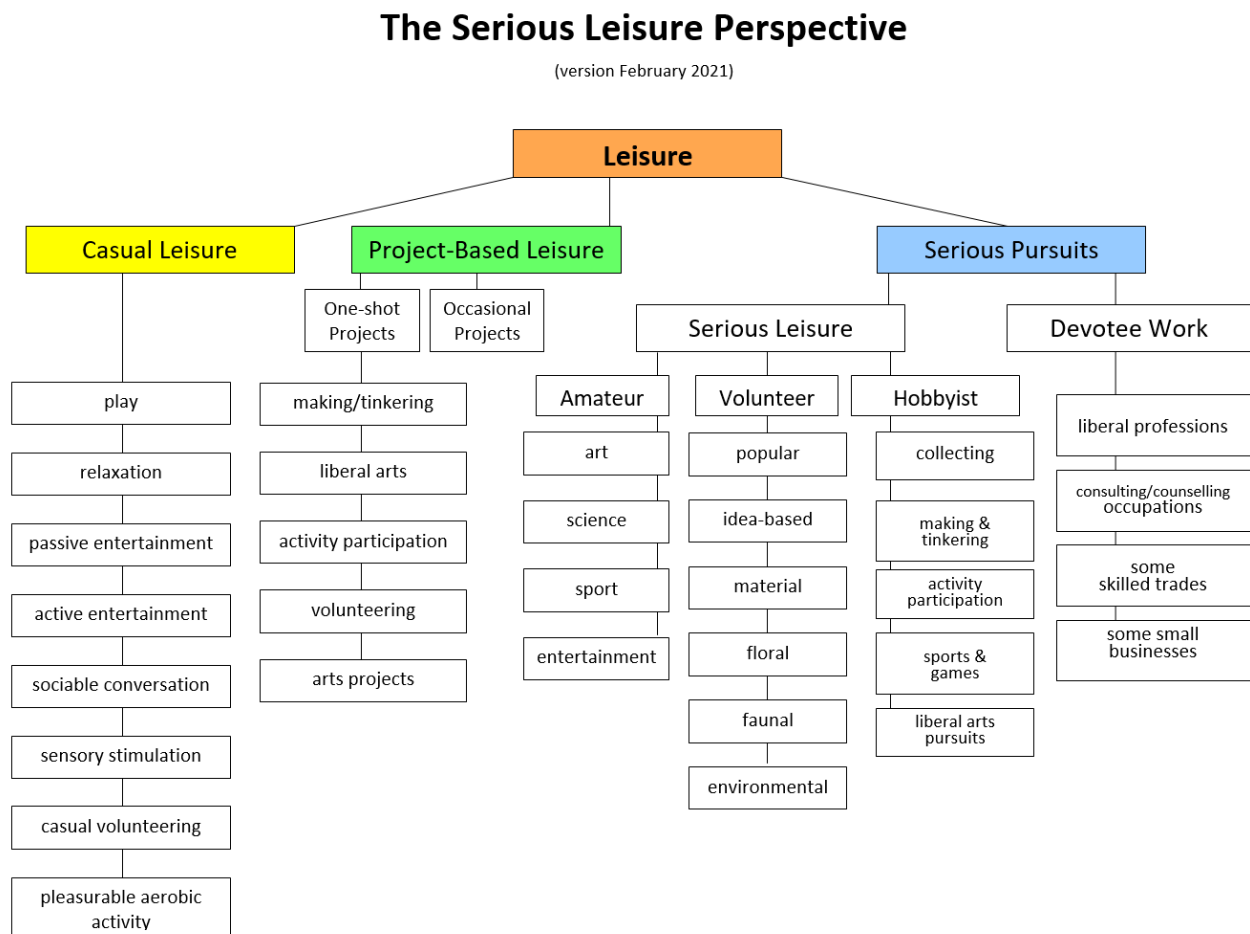 The Serious Leisure Perspective
(version February 2021)
Leisure
Casual Leisure
Project-Based Leisure
Serious Pursuits
One-shot
Projects
Occasional
Projects
Serious Leisure
Devotee Work
play
relaxation
passive entertainment
active entertainment
sociable conversation
sensory stimulation
casual volunteering
pleasurable aerobic
activity
making/tinkering
liberal arts
activity participation
volunteering
arts projects
Amateur
art
science
sport
entertainment
Volunteer
popular
idea-based
material
floral
faunal
environmental
Hobbyist
collecting
making &
tinkering
activity
participation
sports &
games
liberal arts
pursuits
liberal professions
consulting/counselling
occupations
some
skilled trades
some small
businesses